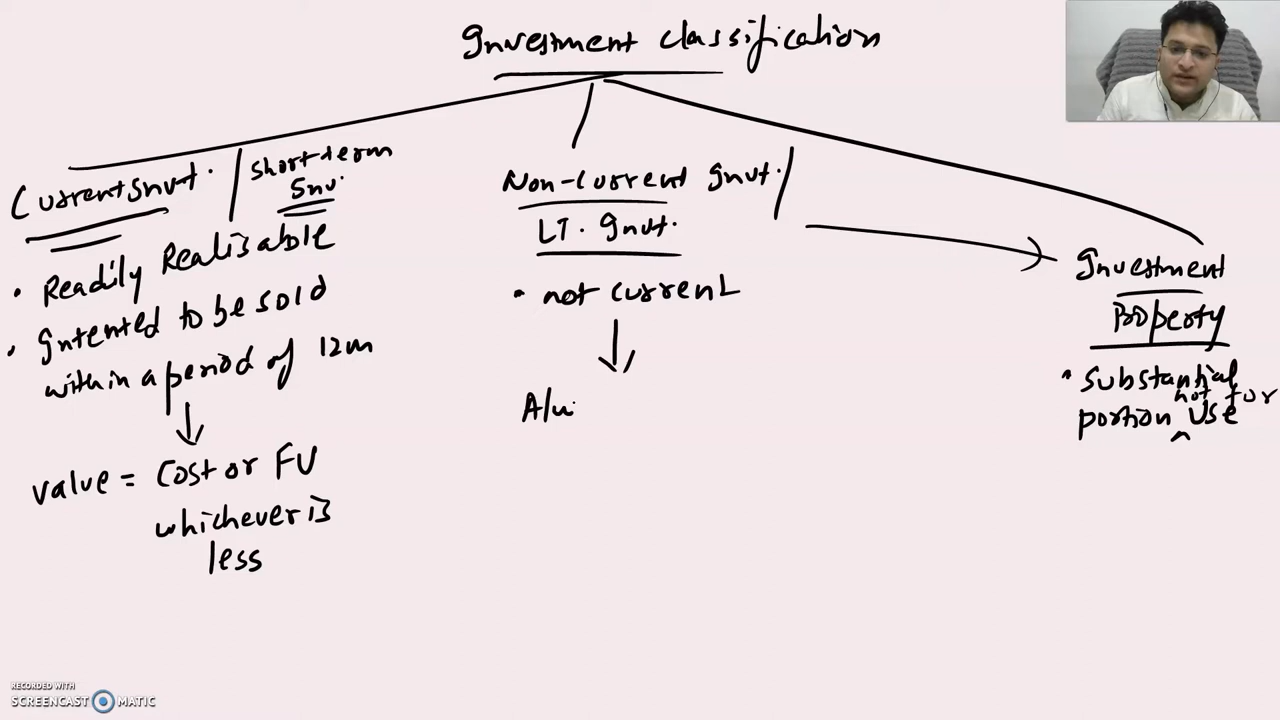 Investment classification
Current Invt.
Short term
Inv.
• Readily Realisable
• Intented to be sold
within a period of 12m
value = Cost or FV
whichever is
less
Non-Current Invt.
LT. Invt.
• not current
Investment
Property
• Substantial
not for
portion ^ Use
RECORDED WITH
SCREENCAST MATIC